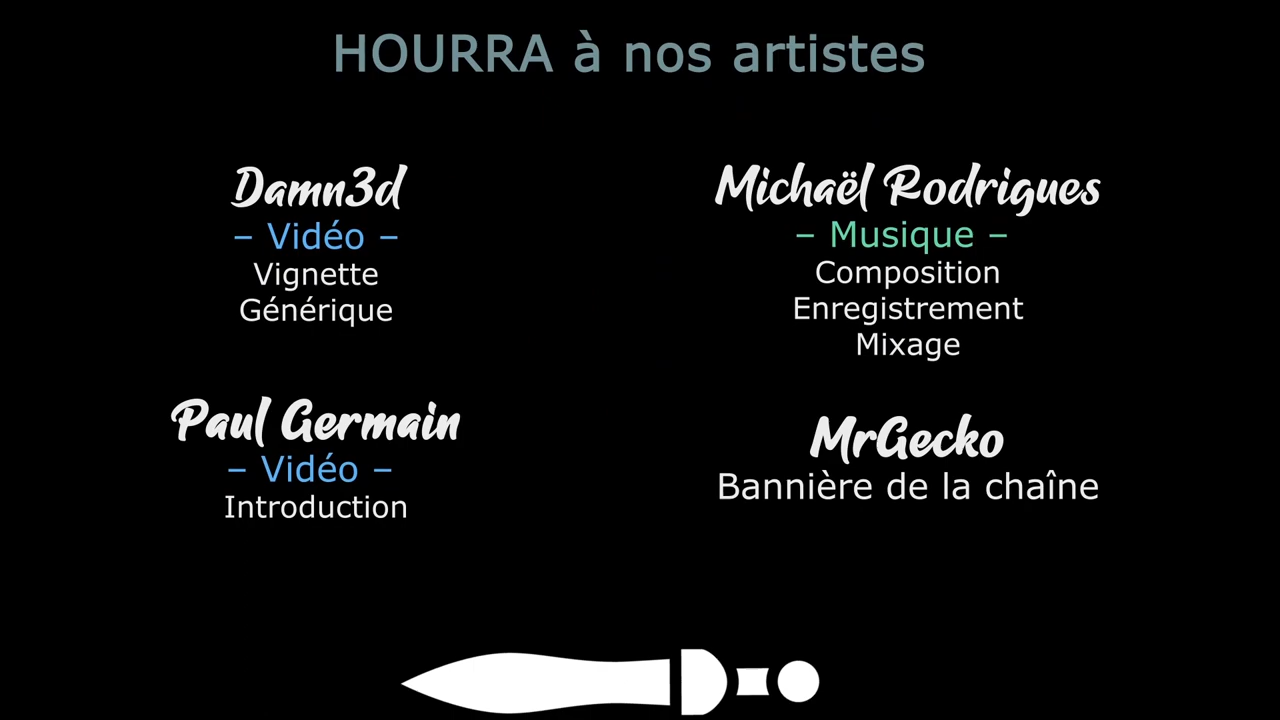 HOURRA à nos artistes
Damn3d
– Vidéo –
Vignette
Générique
Paul Germain
– Vidéo –
Introduction
Michaël Rodrigues
– Musique –
Composition
Enregistrement
Mixage
MrGecko
Bannière de la chaîne